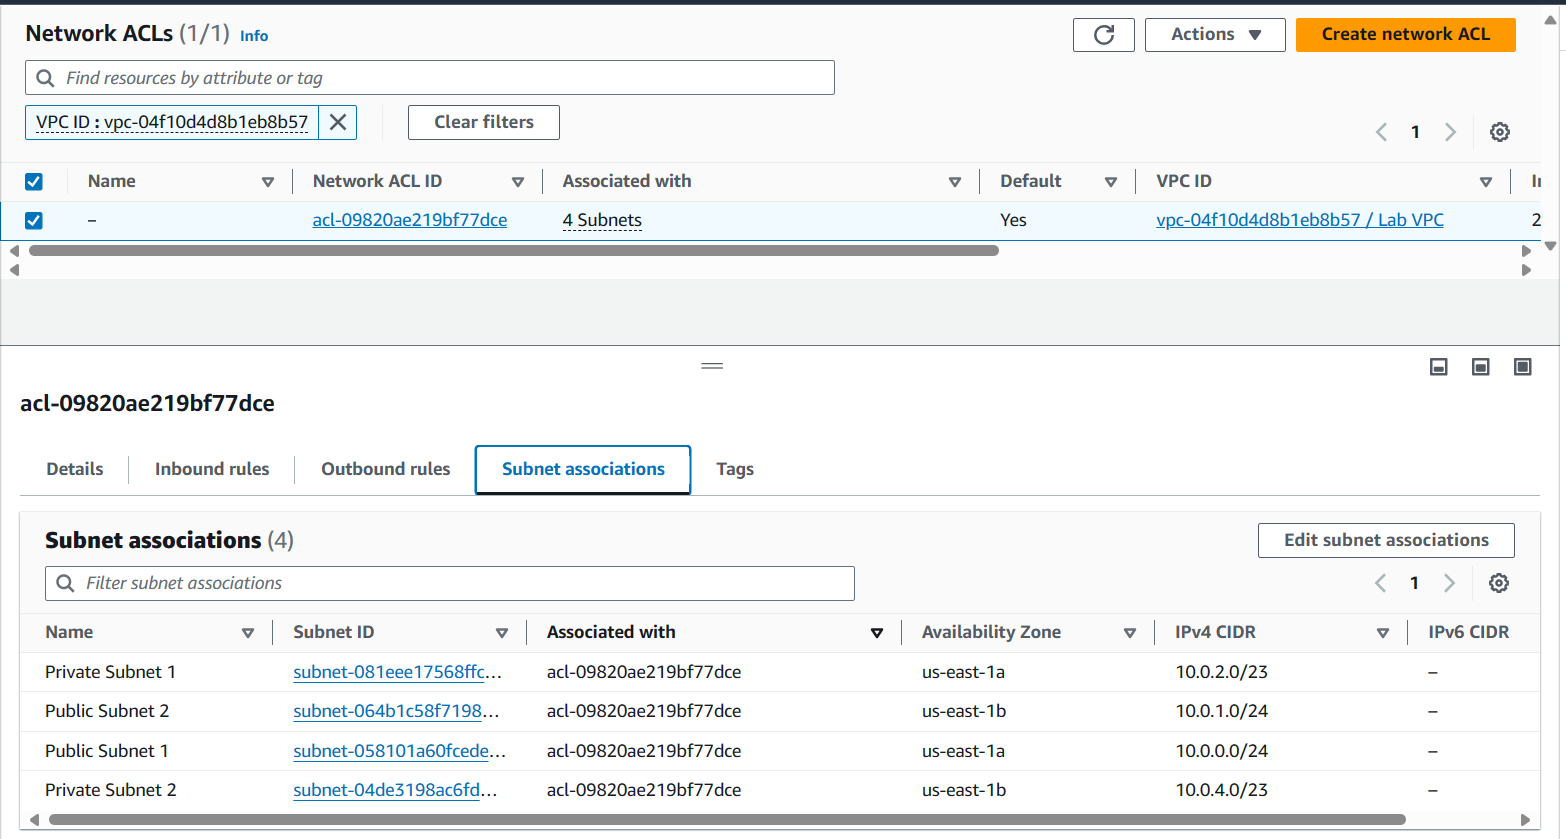 Network ACLs (1/1) Info
Actions
Create network ACL
Find resources by attribute or tag
VPC ID : vpc-04f10d4d8b1eb8b57
Clear filters
1
Name Network ACL ID Associated with Default VPC ID
– acl-09820ae219bf77dce 4 Subnets Yes vpc-04f10d4d8b1eb8b57 / Lab VPC 2
acl-09820ae219bf77dce
Details Inbound rules Outbound rules Subnet associations Tags
Subnet associations (4)
Edit subnet associations
Filter subnet associations
1
Name Subnet ID Associated with Availability Zone IPv4 CIDR IPv6 CIDR
Private Subnet 1 subnet-081eee17568ffc... acl-09820ae219bf77dce us-east-1a 10.0.2.0/23 –
Public Subnet 2 subnet-064b1c58f7198... acl-09820ae219bf77dce us-east-1b 10.0.1.0/24 –
Public Subnet 1 subnet-058101a60fcede... acl-09820ae219bf77dce us-east-1a 10.0.0.0/24 –
Private Subnet 2 subnet-04de3198ac6fd... acl-09820ae219bf77dce us-east-1b 10.0.4.0/23 –